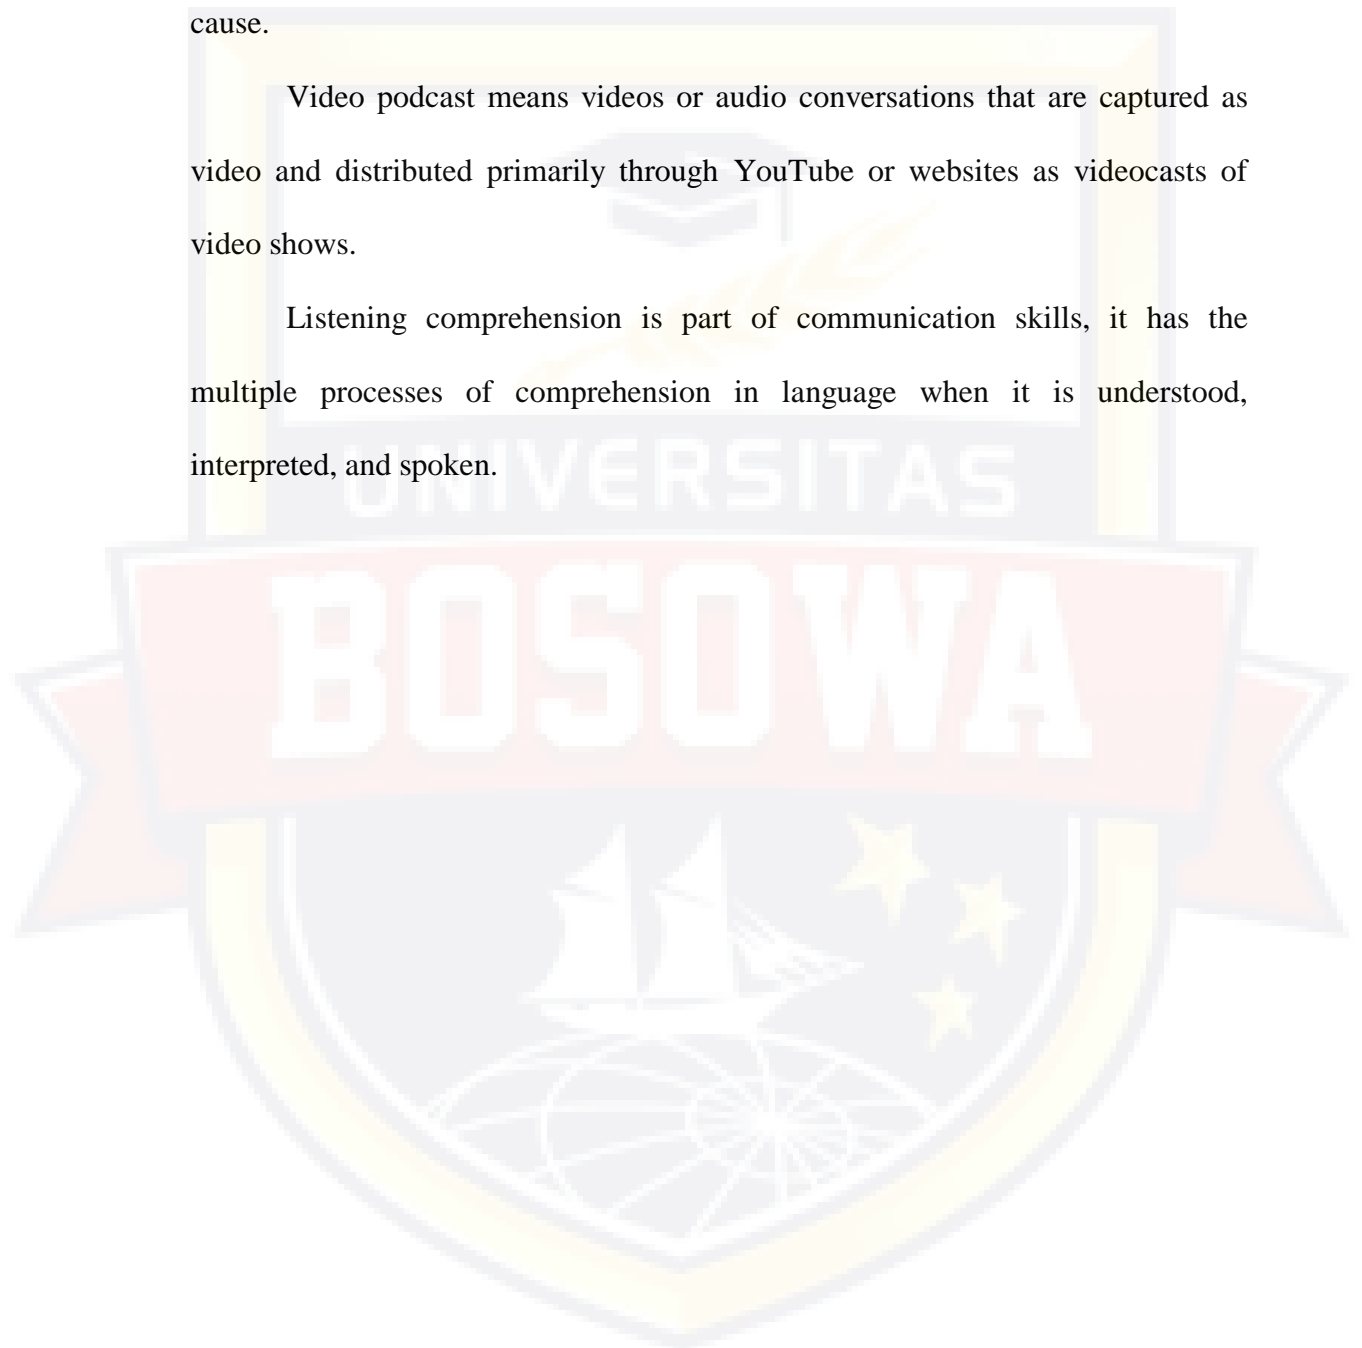 cause.
Video podcast means videos or audio conversations that are captured as
video and distributed primarily through YouTube or websites as videocasts of
video shows.
Listening comprehension is part of communication skills, it has the
multiple processes of comprehension in language when it is understood,
interpreted, and spoken.
UNIVERSITAS
BOSOWA